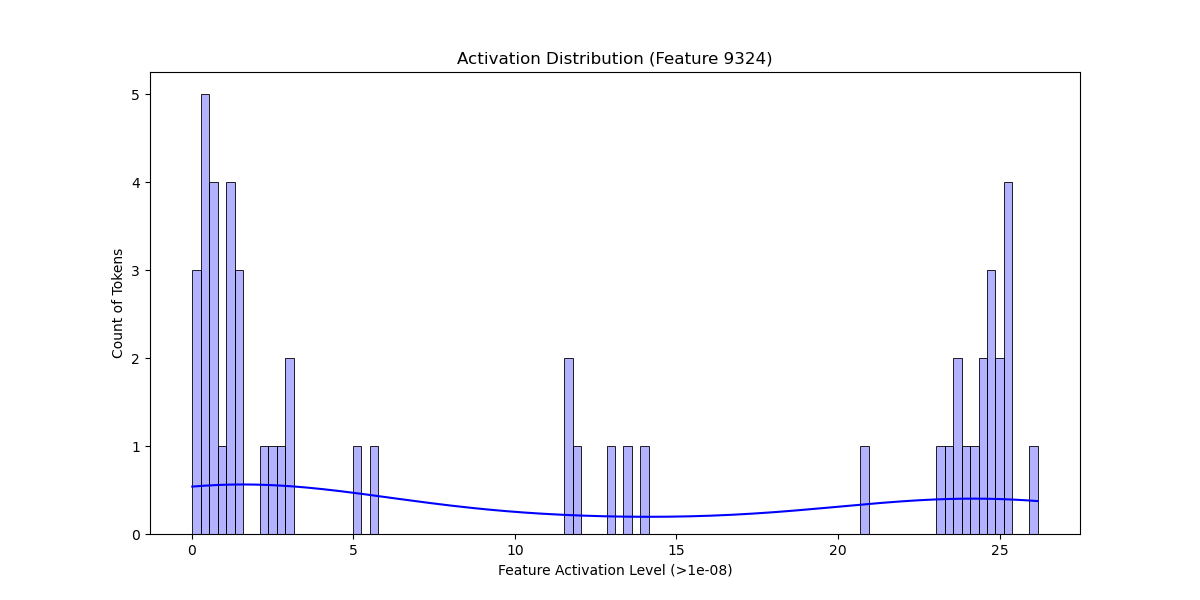 Activation Distribution (Feature 9324)
5
4
3
2
1
0
Count of Tokens
0 5 10 15 20 25
Feature Activation Level (>1e-08)